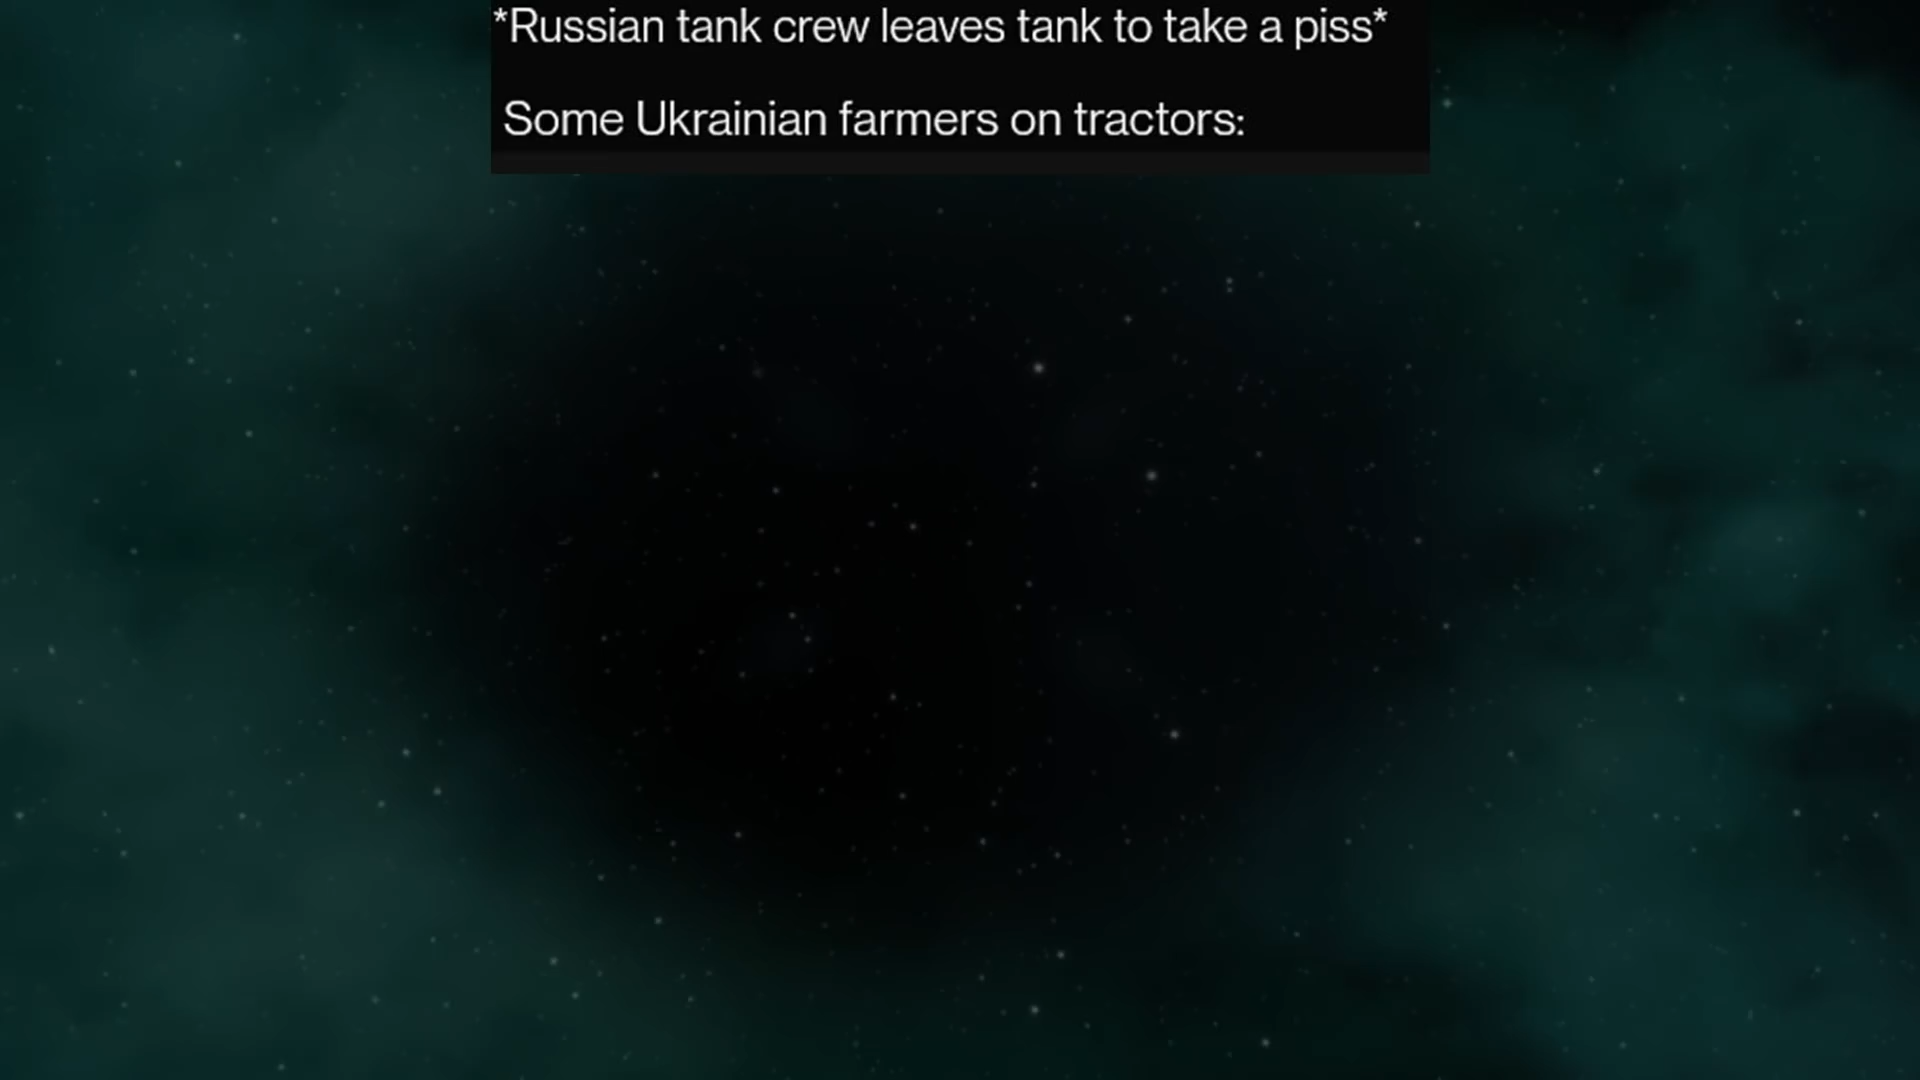 *Russian tank crew leaves tank to take a piss*
Some Ukrainian farmers on tractors: